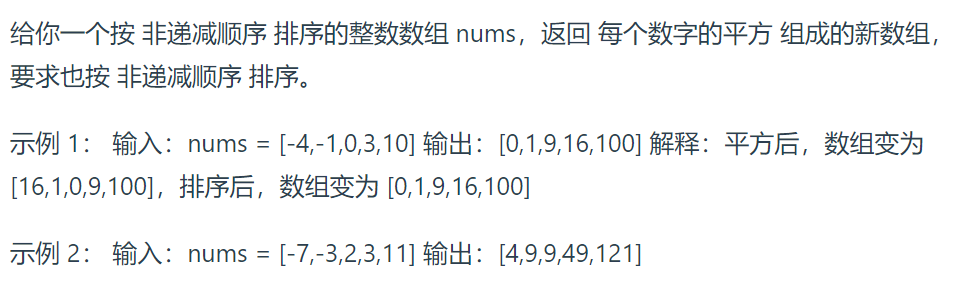 给你一个按 非递减顺序 排序的整数数组 nums，返回 每个数字的平方 组成的新数组，
要求也按 非递减顺序 排序。
示例 1： 输入：nums = [-4,-1,0,3,10] 输出：[0,1,9,16,100] 解释：平方后，数组变为
[16,1,0,9,100]，排序后，数组变为 [0,1,9,16,100]
示例 2： 输入：nums = [-7,-3,2,3,11] 输出：[4,9,9,49,121]